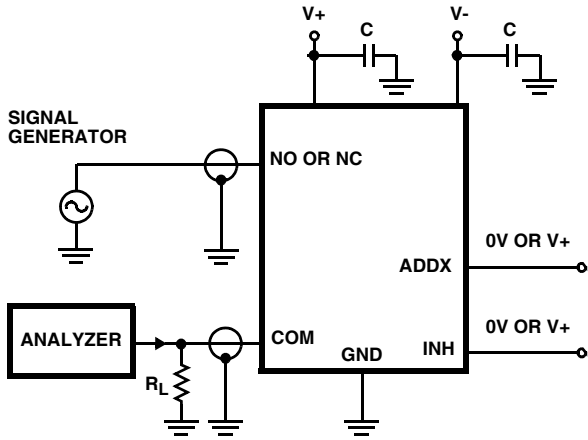 V+
C
V-
C
SIGNAL
GENERATOR
NO OR NC
0V OR V+
ADDX
0V OR V+
ANALYZER
COM
GND
INH
RL